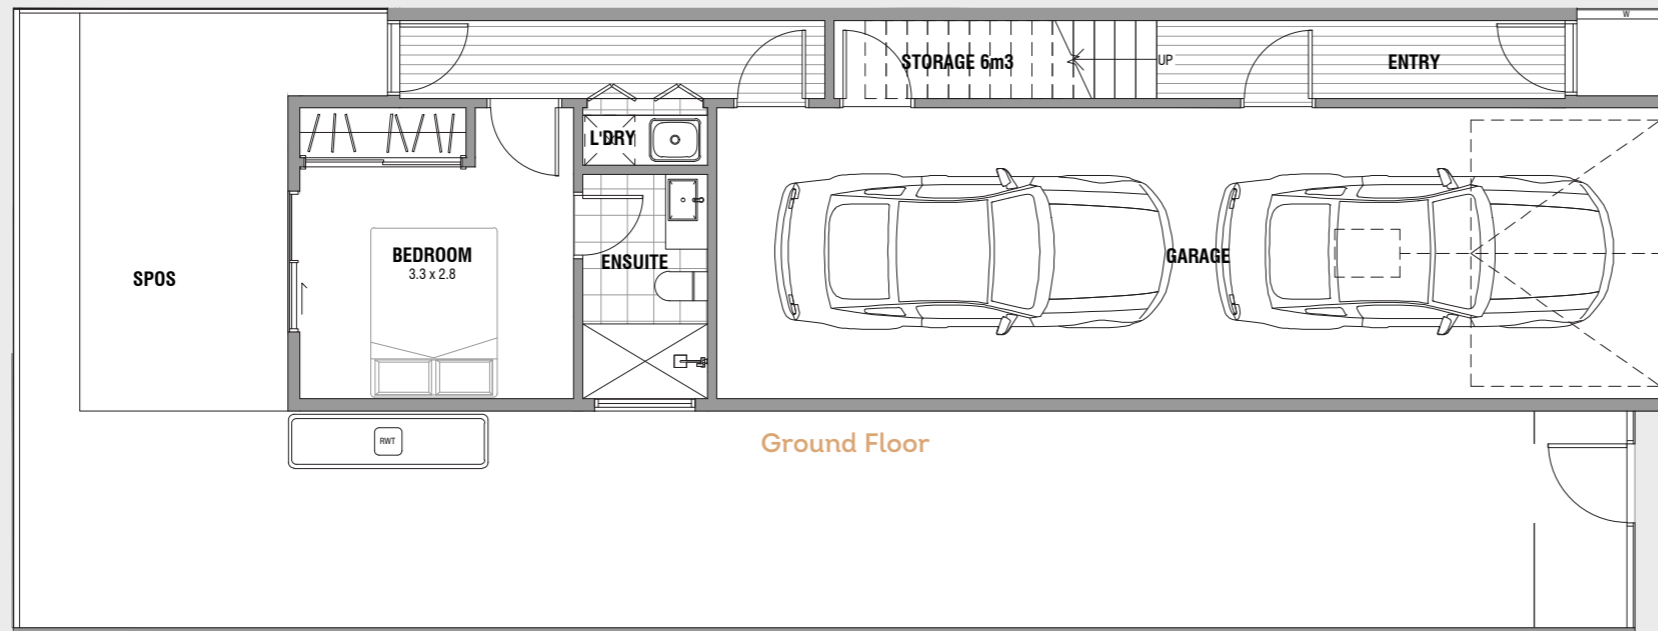 W
STORAGE 6m3
UP
ENTRY
L'DRY
BEDROOM
3.3 x 2.8
ENSUITE
GARAGE
SPOS
RWT
Ground Floor